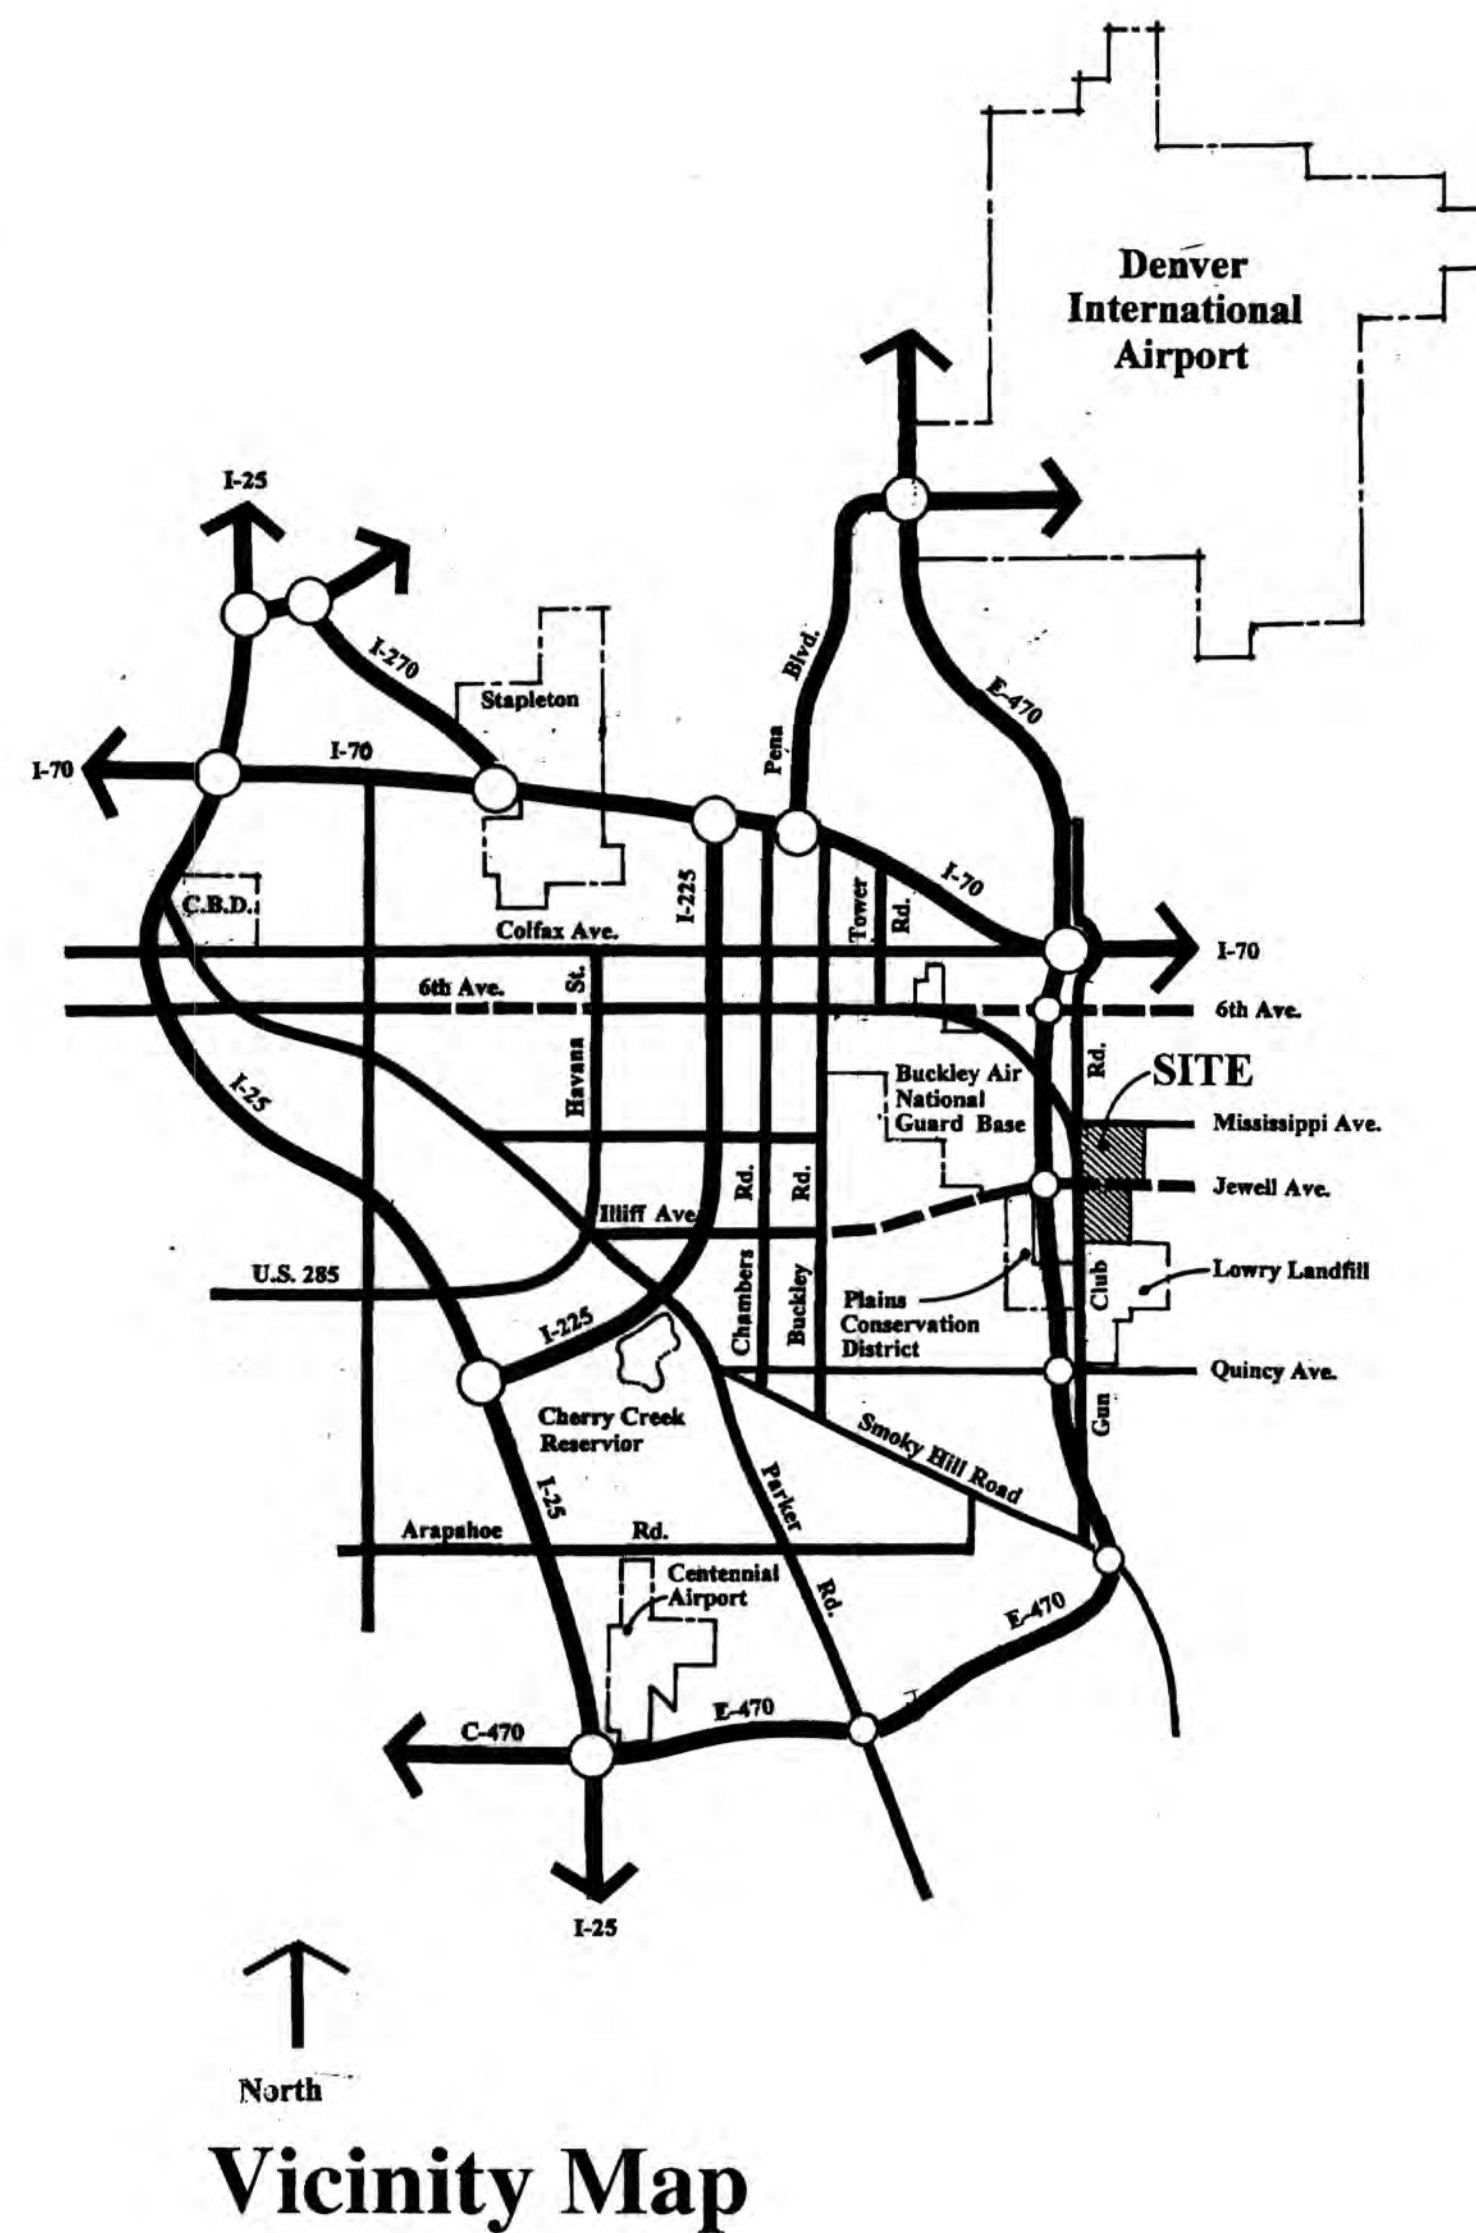 Denver
International
Airport
I-25
I-270
Stapleton
Blvd.
Pena
E-470
I-70
I-70
I-225
C.B.D.
Colfax Ave.
Tower
Rd.
I-70
I-70
6th Ave.
St.
Havana
6th Ave.
I-25
Buckley Air
National
Guard Base
Rd.
SITE
Mississippi Ave.
Rd.
Rd.
Jewell Ave.
Illiff Ave
U.S. 285
Chambers
Buckley
Plains
Conservation
District
Club
Lowry Landfill
I-225
Quincy Ave.
Gun
Cherry Creek
Reservior
Smoky Hill Road
I-25
Parker
Arapahoe
Rd.
Centennial
Airport
Rd.
E-470
E-470
C-470
I-25
North
Vicinity Map